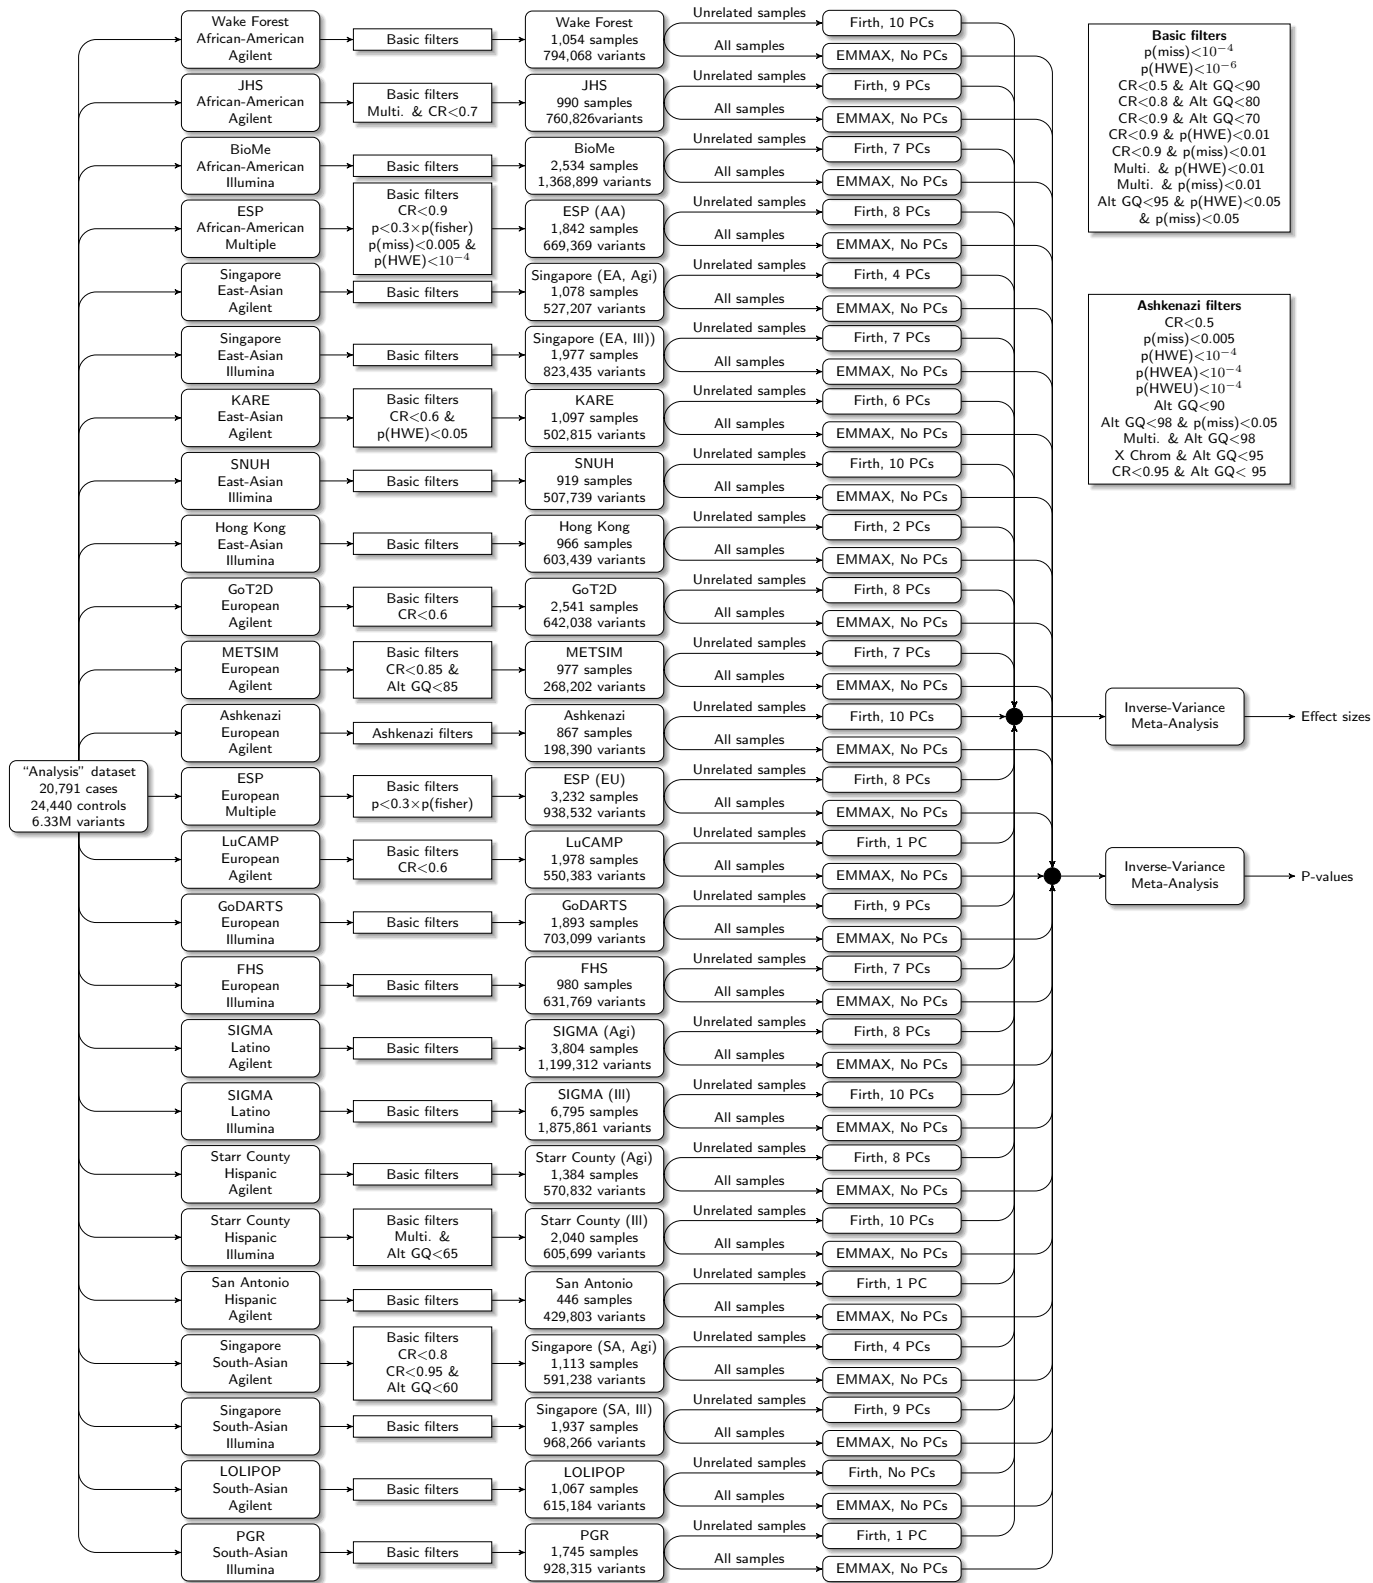 "Analysis" dataset
20,791 cases
24,440 controls
6.33M variants
Wake Forest
African-American
Agilent
Basic filters
Wake Forest
1,054 samples
794,068 variants
Unrelated samples
Firth, 10 PCs
All samples
EMMAX, No PCs
JHS
African-American
Agilent
Basic filters
Multi. & CR<0.7
JHS
990 samples
760,826variants
Unrelated samples
Firth, 9 PCs
All samples
EMMAX, No PCs
BioMe
African-American
Illumina
Basic filters
BioMe
2,534 samples
1,368,899 variants
Unrelated samples
Firth, 7 PCs
All samples
EMMAX, No PCs
ESP
African-American
Multiple
Basic filters
CR<0.9
p<0.3×p(fisher)
p(miss)<0.005 &
p(HWE)<10−4
ESP (AA)
1,842 samples
669,369 variants
Unrelated samples
Firth, 8 PCs
All samples
EMMAX, No PCs
Singapore
East-Asian
Agilent
Basic filters
Singapore (EA, Agi)
1,078 samples
527,207 variants
Unrelated samples
Firth, 4 PCs
All samples
EMMAX, No PCs
Singapore
East-Asian
Illumina
Basic filters
Singapore (EA, Ill))
1,977 samples
823,435 variants
Unrelated samples
Firth, 7 PCs
All samples
EMMAX, No PCs
KARE
East-Asian
Agilent
Basic filters
CR<0.6 &
p(HWE)<0.05
KARE
1,097 samples
502,815 variants
Unrelated samples
Firth, 6 PCs
All samples
EMMAX, No PCs
SNUH
East-Asian
Illimina
Basic filters
SNUH
919 samples
507,739 variants
Unrelated samples
Firth, 10 PCs
All samples
EMMAX, No PCs
Hong Kong
East-Asian
Illumina
Basic filters
Hong Kong
966 samples
603,439 variants
Unrelated samples
Firth, 2 PCs
All samples
EMMAX, No PCs
GoT2D
European
Agilent
Basic filters
CR<0.6
GoT2D
2,541 samples
642,038 variants
Unrelated samples
Firth, 8 PCs
All samples
EMMAX, No PCs
METSIM
European
Agilent
Basic filters
CR<0.85 &
Alt GQ<85
METSIM
977 samples
268,202 variants
Unrelated samples
Firth, 7 PCs
All samples
EMMAX, No PCs
Ashkenazi
European
Agilent
Ashkenazi filters
Ashkenazi
867 samples
198,390 variants
Unrelated samples
Firth, 10 PCs
All samples
EMMAX, No PCs
ESP
European
Multiple
Basic filters
p<0.3×p(fisher)
ESP (EU)
3,232 samples
938,532 variants
Unrelated samples
Firth, 8 PCs
All samples
EMMAX, No PCs
LuCAMP
European
Agilent
Basic filters
CR<0.6
LuCAMP
1,978 samples
550,383 variants
Unrelated samples
Firth, 1 PC
All samples
EMMAX, No PCs
GoDARTS
European
Illumina
Basic filters
GoDARTS
1,893 samples
703,099 variants
Unrelated samples
Firth, 9 PCs
All samples
EMMAX, No PCs
FHS
European
Illumina
Basic filters
FHS
980 samples
631,769 variants
Unrelated samples
Firth, 7 PCs
All samples
EMMAX, No PCs
SIGMA
Latino
Agilent
Basic filters
SIGMA (Agi)
3,804 samples
1,199,312 variants
Unrelated samples
Firth, 8 PCs
All samples
EMMAX, No PCs
SIGMA
Latino
Illumina
Basic filters
SIGMA (Ill)
6,795 samples
1,875,861 variants
Unrelated samples
Firth, 10 PCs
All samples
EMMAX, No PCs
Starr County
Hispanic
Agilent
Basic filters
Starr County (Agi)
1,384 samples
570,832 variants
Unrelated samples
Firth, 8 PCs
All samples
EMMAX, No PCs
Starr County
Hispanic
Illumina
Basic filters
Multi. &
Alt GQ<65
Starr County (Ill)
2,040 samples
605,699 variants
Unrelated samples
Firth, 10 PCs
All samples
EMMAX, No PCs
San Antonio
Hispanic
Agilent
Basic filters
San Antonio
446 samples
429,803 variants
Unrelated samples
Firth, 1 PC
All samples
EMMAX, No PCs
Singapore
South-Asian
Agilent
Basic filters
CR<0.8
CR<0.95 &
Alt GQ<60
Singapore (SA, Agi)
1,113 samples
591,238 variants
Unrelated samples
Firth, 4 PCs
All samples
EMMAX, No PCs
Singapore
South-Asian
Illumina
Basic filters
Singapore (SA, Ill)
1,937 samples
968,266 variants
Unrelated samples
Firth, 9 PCs
All samples
EMMAX, No PCs
LOLIPOP
South-Asian
Agilent
Basic filters
LOLIPOP
1,067 samples
615,184 variants
Unrelated samples
Firth, No PCs
All samples
EMMAX, No PCs
PGR
South-Asian
Illumina
Basic filters
PGR
1,745 samples
928,315 variants
Unrelated samples
Firth, 1 PC
All samples
EMMAX, No PCs
Basic filters
p(miss)<10−4
p(HWE)<10−6
CR<0.5 & Alt GQ<90
CR<0.8 & Alt GQ<80
CR<0.9 & Alt GQ<70
CR<0.9 & p(HWE)<0.01
CR<0.9 & p(miss)<0.01
Multi. & p(HWE)<0.01
Multi. & p(miss)<0.01
Alt GQ<95 & p(HWE)<0.05
& p(miss)<0.05
Ashkenazi filters
CR<0.5
p(miss)<0.005
p(HWE)<10−4
p(HWEA)<10−4
p(HWEU)<10−4
Alt GQ<90
Alt GQ<98 & p(miss)<0.05
Multi. & Alt GQ<98
X Chrom & Alt GQ<95
CR<0.95 & Alt GQ< 95
Inverse-Variance
Meta-Analysis
Effect sizes
Inverse-Variance
Meta-Analysis
P-values